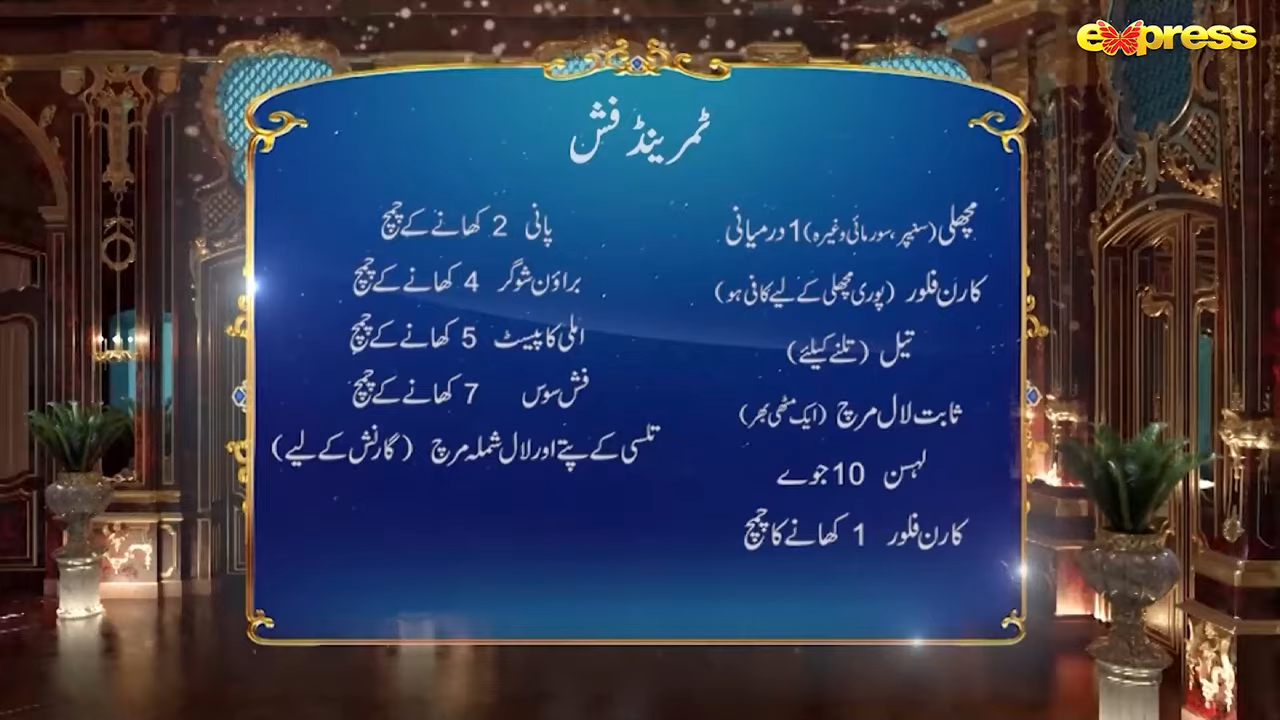 express
ٹمرینڈ فش
مچھلی (سنیپر، سورمائی وغیرہ) 1 درمیانی
کارن فلور (پوری مچھلی کے لیے کافی ہو)
تیل (تلنے کیلئے)
ثابت لال مرچ (ایک مٹھی بھر)
لہسن 10 جوے
کارن فلور 1 کھانے کا چمچ
پانی 2 کھانے کے چمچ
براؤن شوگر 4 کھانے کے چمچ
املی کا پیسٹ 5 کھانے کے چمچ
فش سوس 7 کھانے کے چمچ
تلسی کے پتے اور لال شملہ مرچ (گارنش کے لیے)